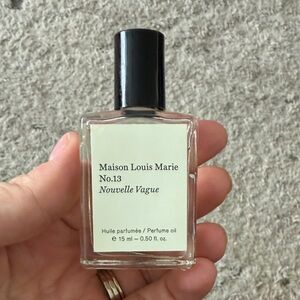 Maison Louis Marie
No.13
Nouvelle Vague
Huile parfumée / Perfume oil
℮ 15 ml – 0.50 fl. oz.